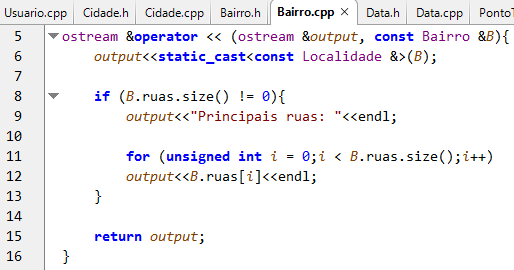 Usuario.cpp Cidade.h Cidade.cpp Bairro.h Bairro.cpp × Data.h Data.cpp PontoT
5 ostream &operator << (ostream &output, const Bairro &B){
6 output<<static_cast<const Localidade &>(B);
7
8 if (B.ruas.size() != 0){
9 output<<"Principais ruas: "<<endl;
10
11 for (unsigned int i = 0;i < B.ruas.size();i++)
12 output<<B.ruas[i]<<endl;
13 }
14
15 return output;
16 }